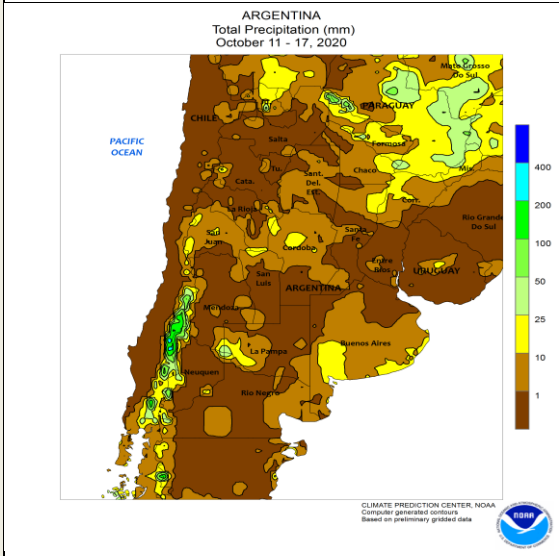 ARGENTINA
Total Precipitation (mm)
October 11 - 17, 2020
Mato Grosso
Do Sul
PARAGUAY
CHILE
PACIFIC
OCEAN
Salta
Formosa
Tu.
Sant.
Del.
Est.
Chaco
Mis.
Cata.
Corr.
La Rioja
Rio Grande
Do Sul
San
Juan
Santa
Fe
Cordoba
Entre
Rios
URUGUAY
San
Luis
ARGENTINA
Mendoza
Buenos Aires
La Pampa
Neuquen
Rio Negro
400
200
100
50
25
10
1
CLIMATE PREDICTION CENTER, NOAA
Computer generated contours
Based on preliminary gridded data
NOAA